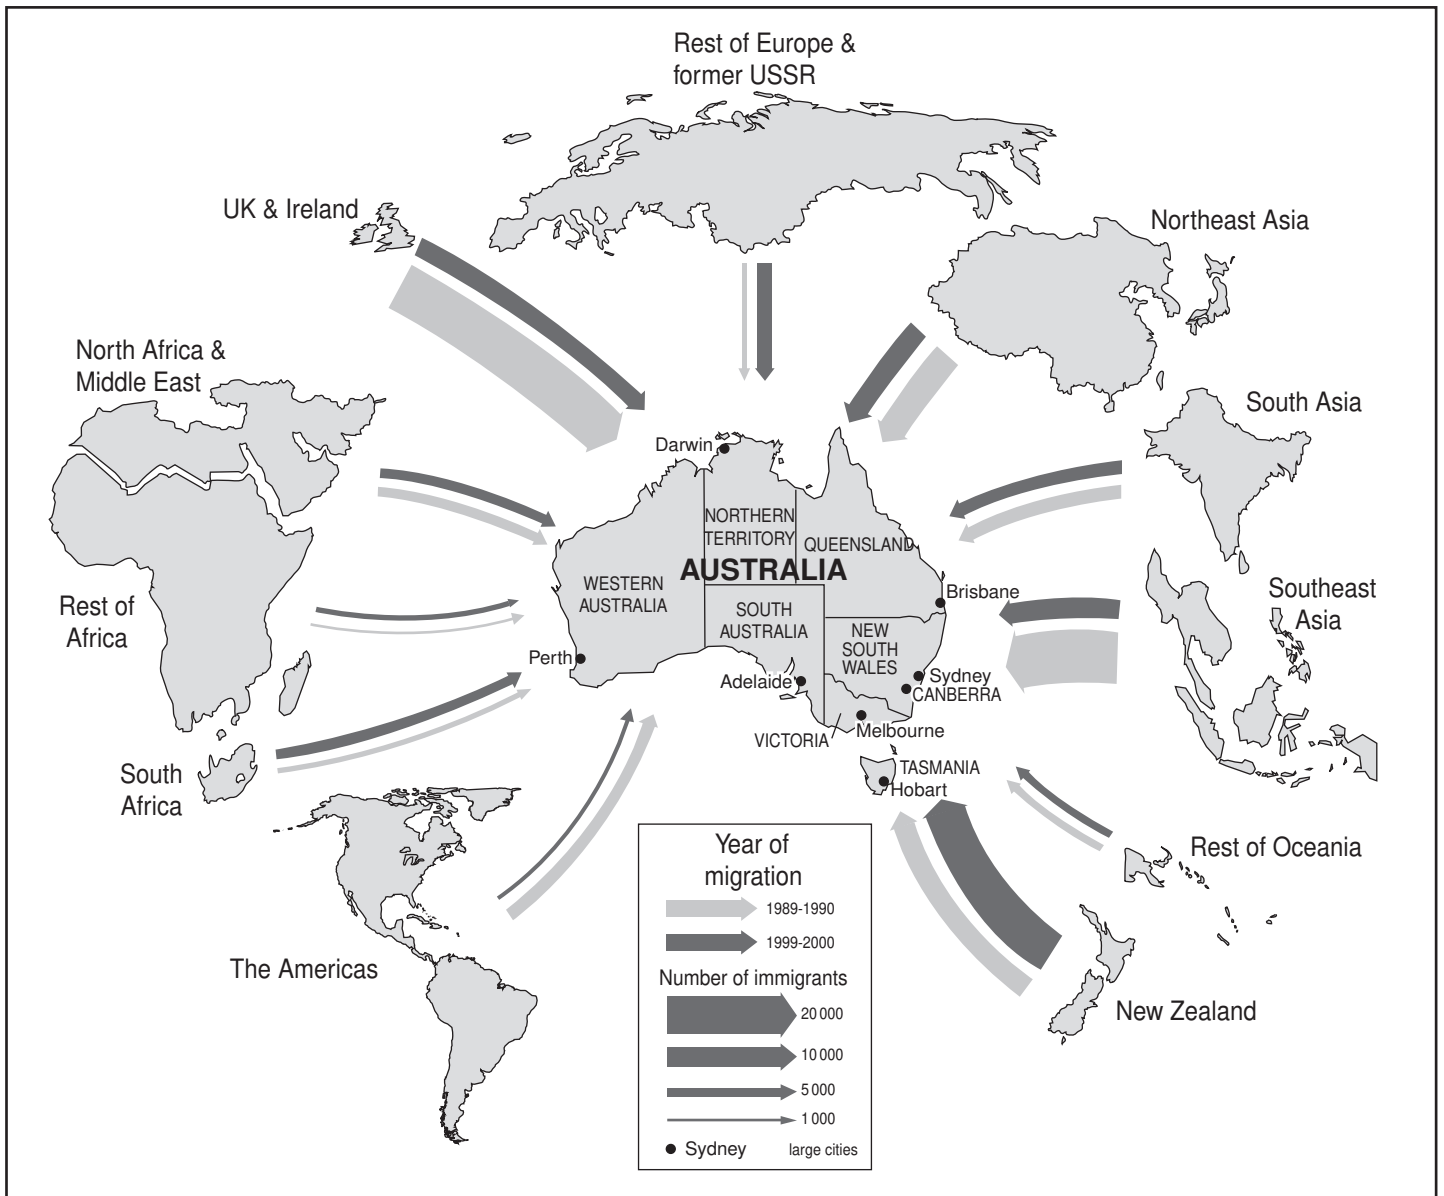 Rest of Europe &
former USSR
UK & Ireland
Northeast Asia
North Africa &
Middle East
South Asia
Darwin
NORTHERN
TERRITORY
QUEENSLAND
AUSTRALIA
WESTERN
AUSTRALIA
Brisbane
Southeast
Asia
Rest of
Africa
SOUTH
AUSTRALIA
NEW
SOUTH
WALES
Perth
Adelaide
Sydney
CANBERRA
VICTORIA
Melbourne
South
Africa
TASMANIA
Hobart
Rest of Oceania
The Americas
New Zealand
Year of
migration
1989-1990
1999-2000
Number of immigrants
20 000
10 000
5 000
1 000
Sydney large cities